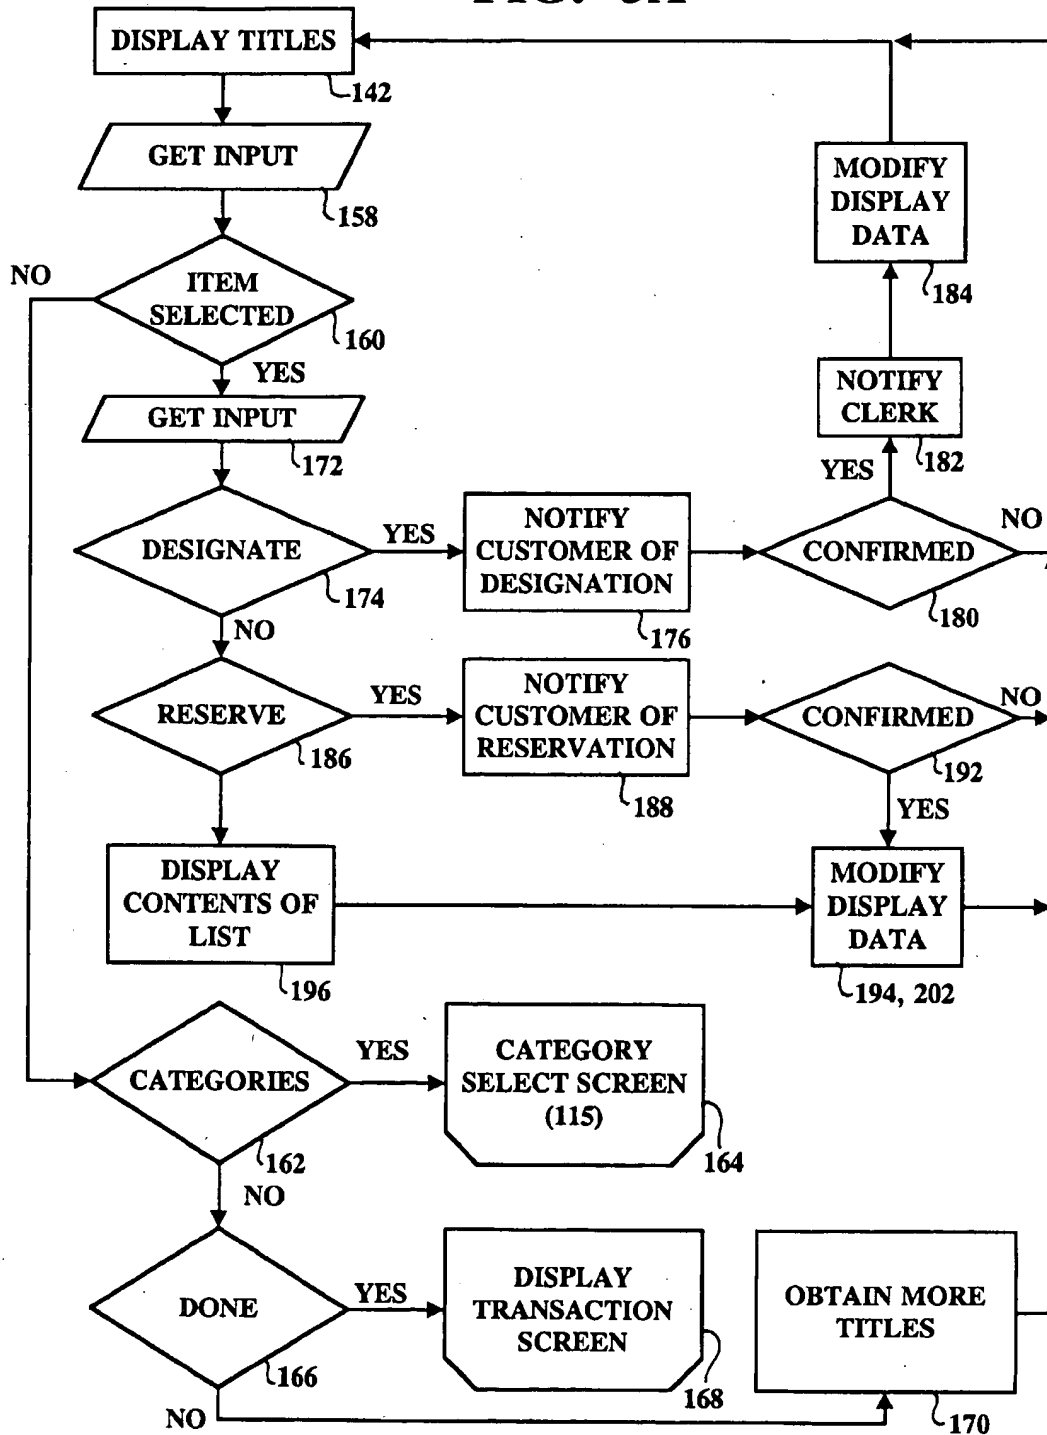 DISPLAY TITLES
142
GET INPUT
158
NO
ITEM
SELECTED
160
YES
GET INPUT
172
DESIGNATE
174
YES
NOTIFY
CUSTOMER OF
DESIGNATION
176
CONFIRMED
180
NO
YES
NOTIFY
CLERK
182
MODIFY
DISPLAY
DATA
184
NO
RESERVE
186
YES
NOTIFY
CUSTOMER OF
RESERVATION
188
CONFIRMED
192
NO
YES
DISPLAY
CONTENTS OF
LIST
196
MODIFY
DISPLAY
DATA
194, 202
CATEGORIES
162
YES
CATEGORY
SELECT SCREEN
(115)
164
NO
DONE
166
YES
DISPLAY
TRANSACTION
SCREEN
168
NO
OBTAIN MORE
TITLES
170